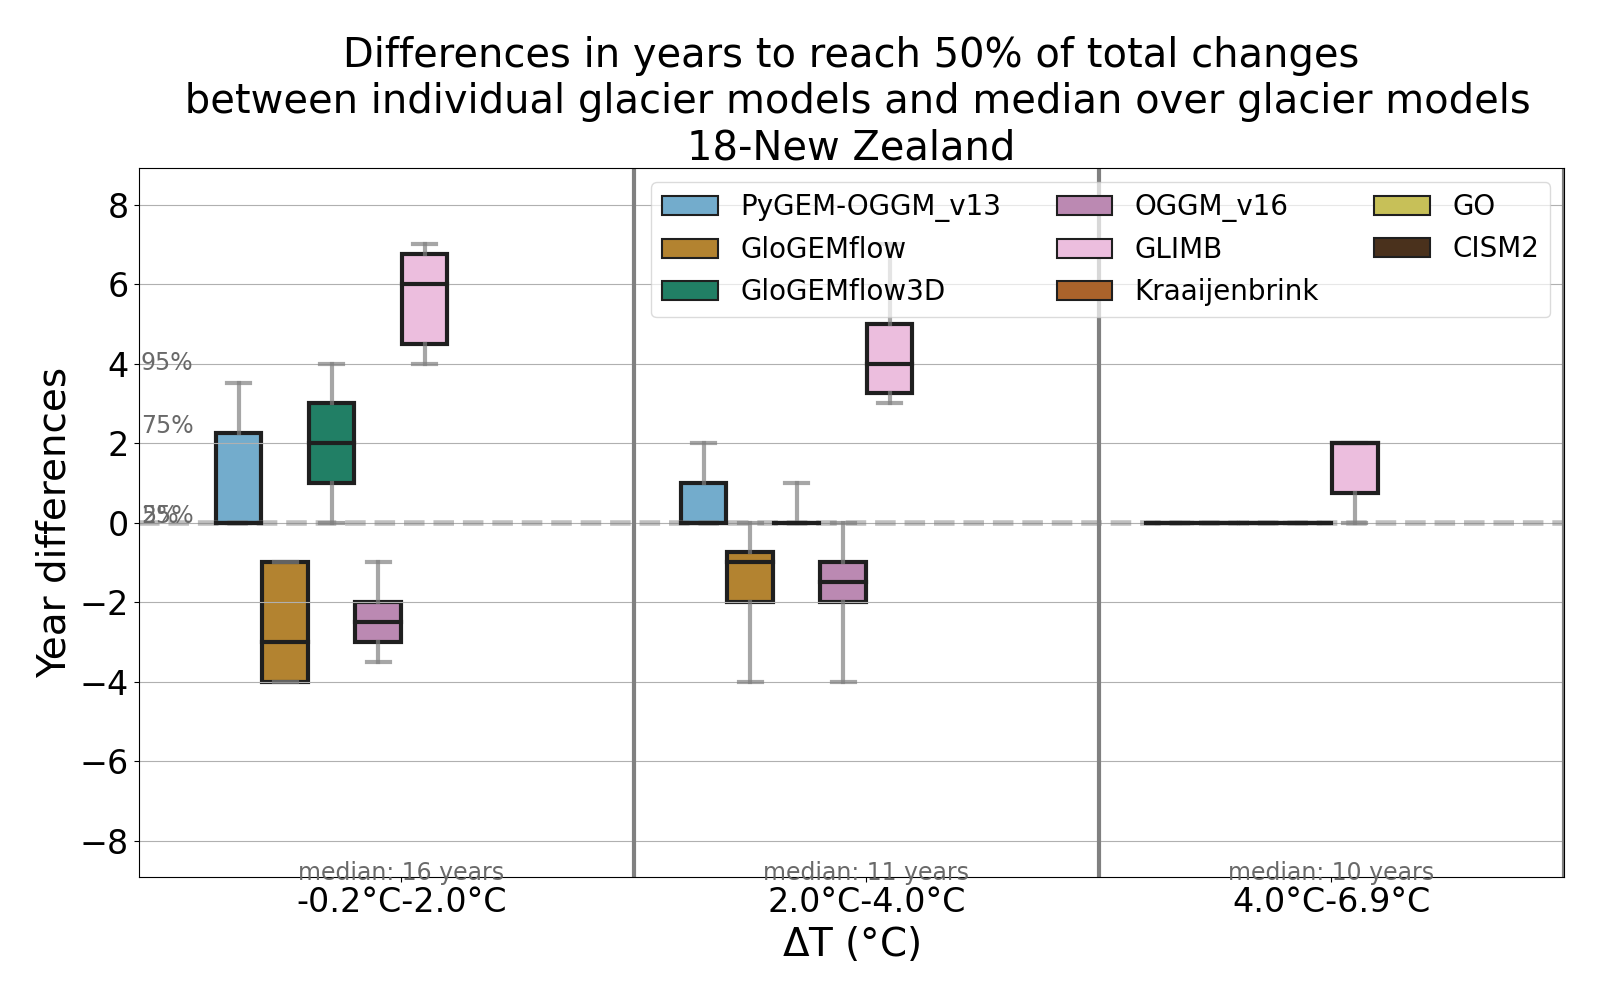 Differences in years to reach 50% of total changes
between individual glacier models and median over glacier models
18-New Zealand
Year differences
8
6
4
2
0
−2
−4
−6
−8
95%
75%
PyGEM-OGGM_v13
GloGEMflow
GloGEMflow3D
OGGM_v16
GLIMB
Kraaijenbrink
GO
CISM2
median: 16 years
median: 11 years
median: 10 years
-0.2°C-2.0°C
2.0°C-4.0°C
4.0°C-6.9°C
ΔT (°C)